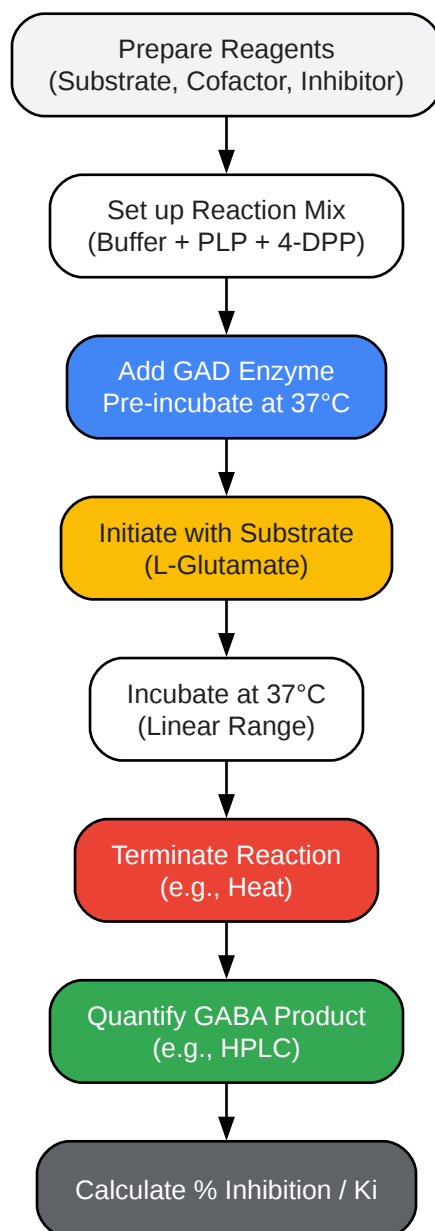 Prepare Reagents
(Substrate, Cofactor, Inhibitor)
Set up Reaction Mix
(Buffer + PLP + 4-DPP)
Add GAD Enzyme
Pre-incubate at 37°C
Initiate with Substrate
(L-Glutamate)
Incubate at 37°C
(Linear Range)
Terminate Reaction
(e.g., Heat)
Quantify GABA Product
(e.g., HPLC)
Calculate % Inhibition / Ki